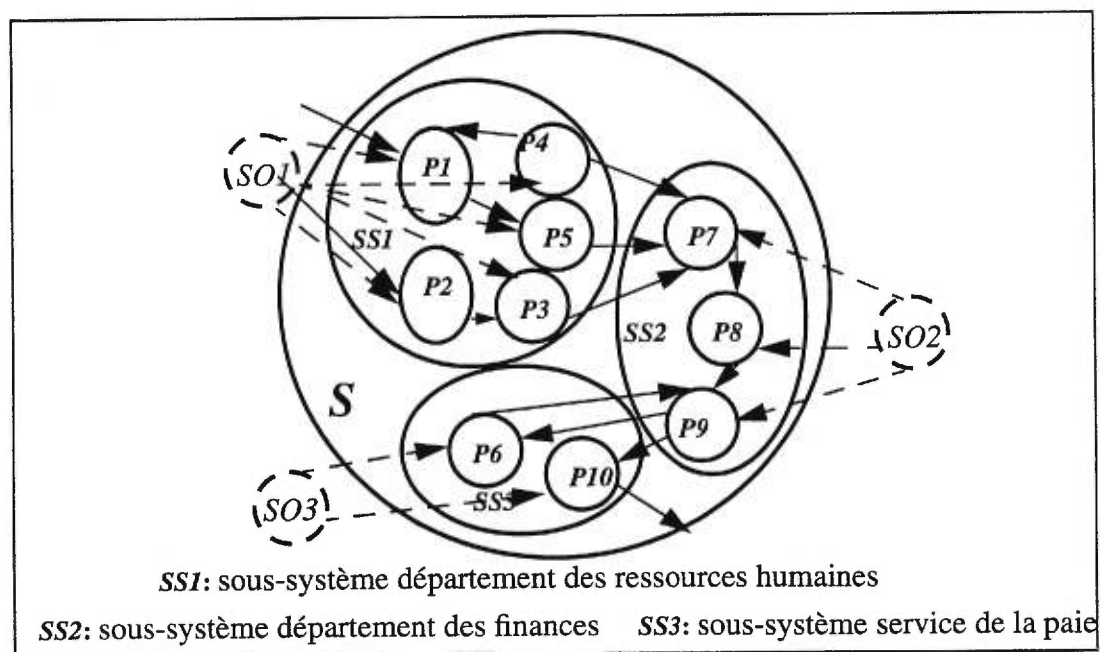 P4
P1
SO1
P7
P5
SS1
P2
P3
SS2
P8
SO2
S
P9
P6
P10
SS3
SO3
SS1: sous-système département des ressources humaines
SS2: sous-système département des finances SS3: sous-système service de la paie